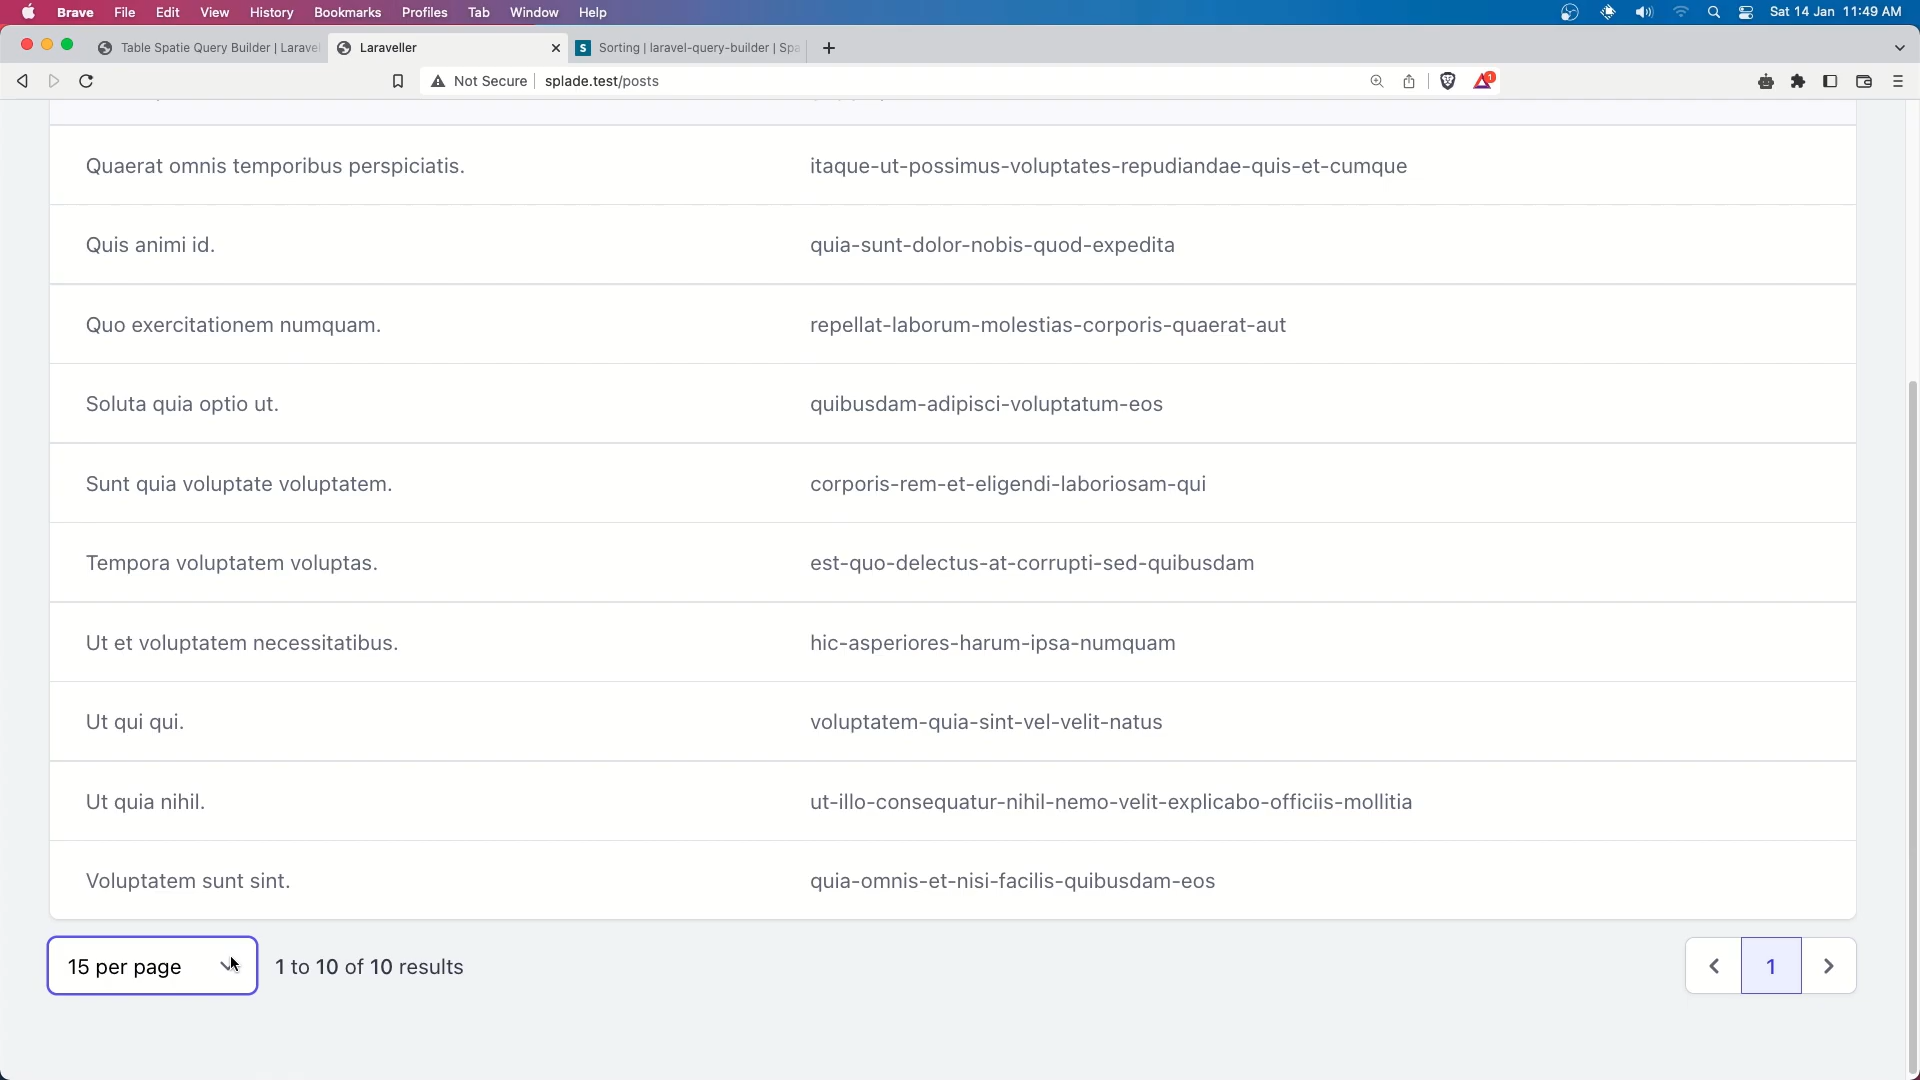 Brave File Edit View History Bookmarks Profiles Tab Window Help Sat 14 Jan 11:49 AM
Table Spatie Query Builder | Laravel Laraveller Sorting | laravel-query-builder | Spa
Not Secure splade.test/posts 1
Quaerat omnis temporibus perspiciatis. itaque-ut-possimus-voluptates-repudiandae-quis-et-cumque
Quis animi id. quia-sunt-dolor-nobis-quod-expedita
Quo exercitationem numquam. repellat-laborum-molestias-corporis-quaerat-aut
Soluta quia optio ut. quibusdam-adipisci-voluptatum-eos
Sunt quia voluptate voluptatem. corporis-rem-et-eligendi-laboriosam-qui
Tempora voluptatem voluptas. est-quo-delectus-at-corrupti-sed-quibusdam
Ut et voluptatem necessitatibus. hic-asperiores-harum-ipsa-numquam
Ut qui qui. voluptatem-quia-sint-vel-velit-natus
Ut quia nihil. ut-illo-consequatur-nihil-nemo-velit-explicabo-officiis-mollitia
Voluptatem sunt sint. quia-omnis-et-nisi-facilis-quibusdam-eos
15 per page 1 to 10 of 10 results 1